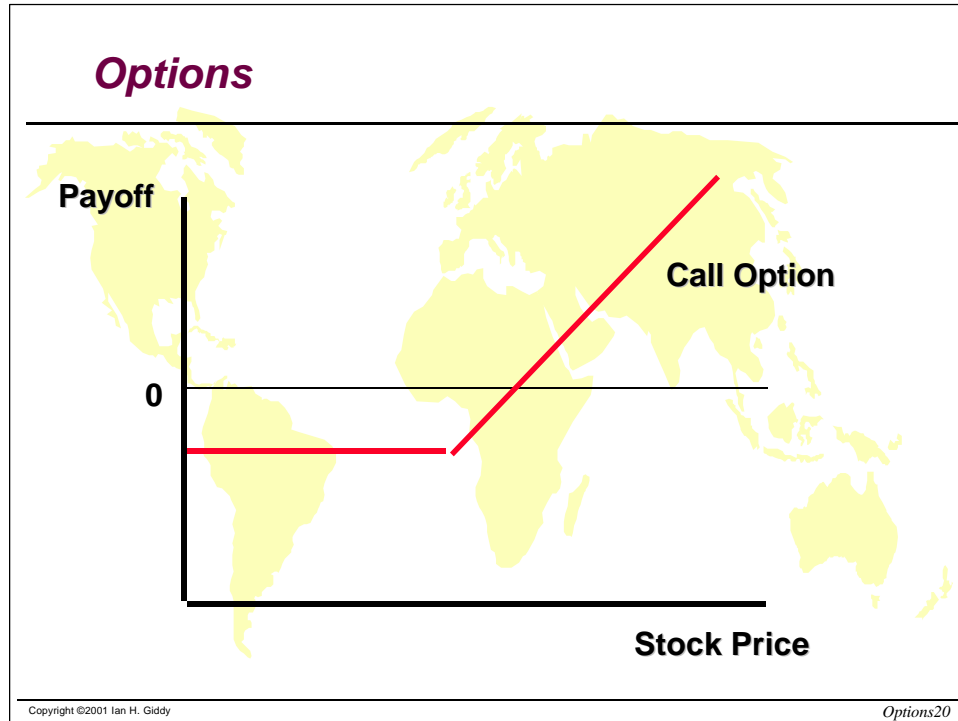 Options
Payoff
Call Option
0
Stock Price
Copyright ©2001 Ian H. Giddy
Options20